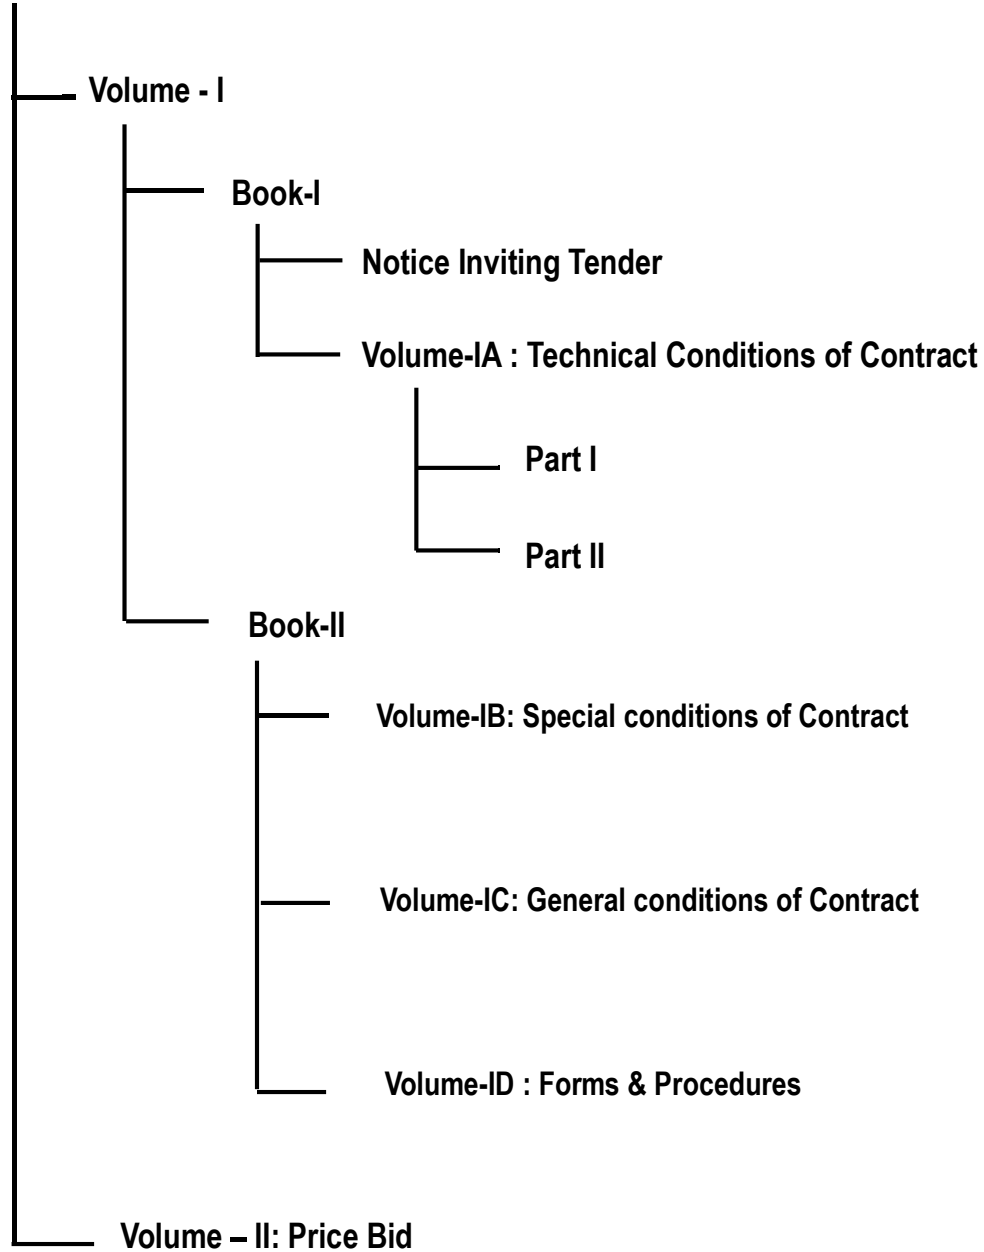 Volume - I
Book-I
Notice Inviting Tender
Volume-IA : Technical Conditions of Contract
Part I
Part II
Book-II
Volume-IB: Special conditions of Contract
Volume-IC: General conditions of Contract
Volume-ID : Forms & Procedures
Volume – II: Price Bid